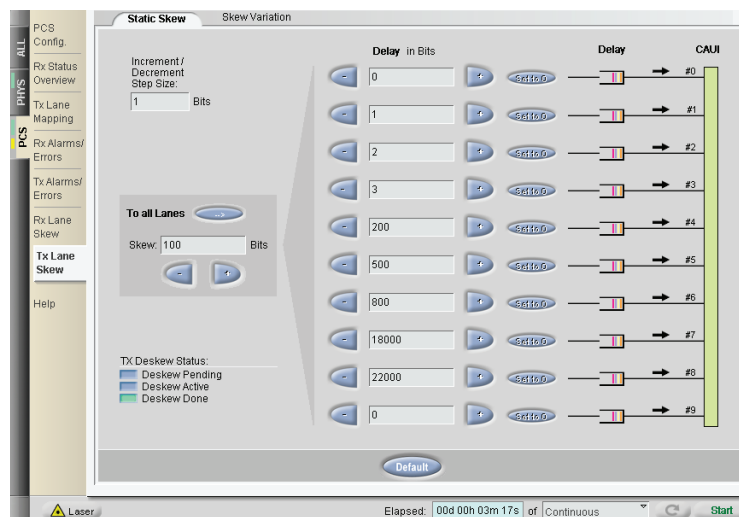 ALL
PHYS
PCS
PCS
Config.
Rx Status
Overview
Tx Lane
Mapping
Rx Alarms/
Errors
Tx Alarms/
Errors
Rx Lane
Skew
Tx Lane
Skew
Help
Static Skew
Skew Variation
Increment /
Decrement
Step Size:
1 Bits
To all Lanes -->
Skew: 100 Bits
- +
TX Deskew Status:
Deskew Pending
Deskew Active
Deskew Done
Delay in Bits Delay CAUI
- 0 + Set to 0 #0
- 1 + Set to 0 #1
- 2 + Set to 0 #2
- 3 + Set to 0 #3
- 200 + Set to 0 #4
- 500 + Set to 0 #5
- 800 + Set to 0 #6
- 18000 + Set to 0 #7
- 22000 + Set to 0 #8
- 0 + Set to 0 #9
Default
Laser
Elapsed: 00d 00h 03m 17s of Continuous Start